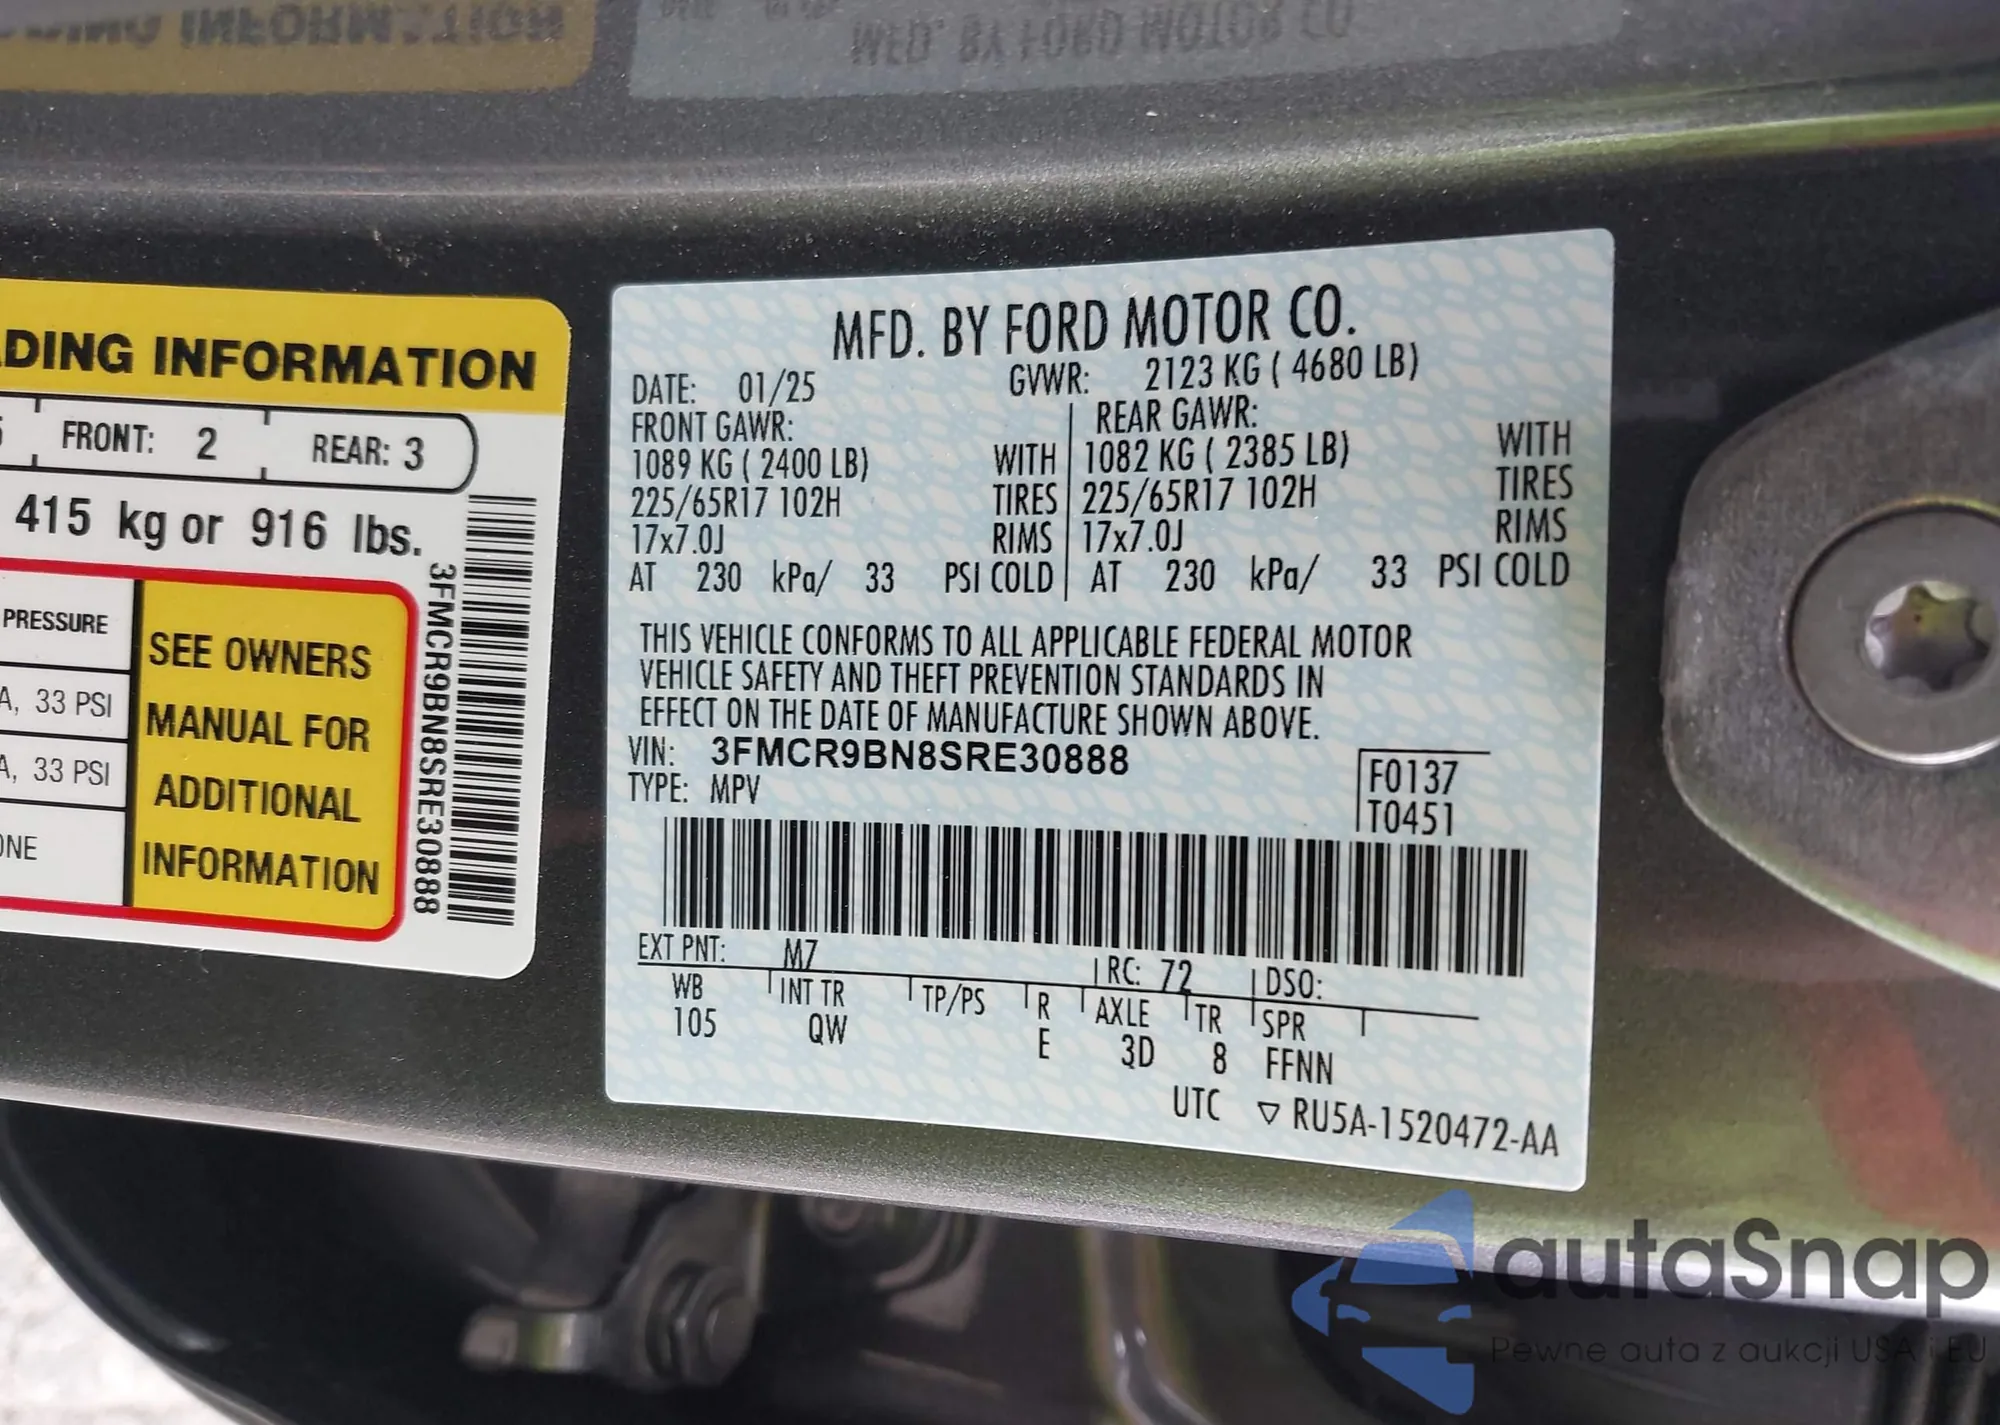 MFD. BY FORD MOTOR CO
ADING INFORMATION
FRONT: 2 REAR: 3
415 kg or 916 lbs.
PRESSURE
A, 33 PSI
A, 33 PSI
ONE
SEE OWNERS
MANUAL FOR
ADDITIONAL
INFORMATION
3FMCR9BN8SRE30888
MFD. BY FORD MOTOR CO.
DATE: 01/25 GVWR: 2123 KG ( 4680 LB)
FRONT GAWR: REAR GAWR:
1089 KG ( 2400 LB) WITH 1082 KG ( 2385 LB) WITH
225/65R17 102H TIRES 225/65R17 102H TIRES
17x7.0J RIMS 17x7.0J RIMS
AT 230 kPa/ 33 PSI COLD AT 230 kPa/ 33 PSI COLD
THIS VEHICLE CONFORMS TO ALL APPLICABLE FEDERAL MOTOR
VEHICLE SAFETY AND THEFT PREVENTION STANDARDS IN
EFFECT ON THE DATE OF MANUFACTURE SHOWN ABOVE.
VIN: 3FMCR9BN8SRE30888
TYPE: MPV
F0137
T0451
EXT PNT: M7 RC: 72 DSO:
WB INT TR TP/PS R AXLE TR SPR
105 QW E 3D 8 FFNN
UTC ▽ RU5A-1520472-AA
autaSnap
Pewne auta z aukcji USA i EU